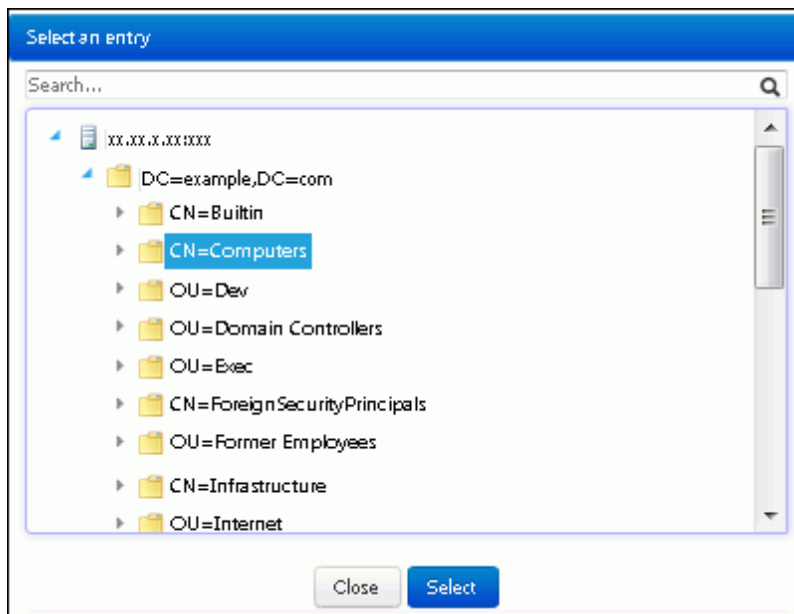 Select an entry
Search...
xx.xx.x.xx:xxx
DC=example,DC=com
CN=Builtin
CN=Computers
OU=Dev
OU=Domain Controllers
OU=Exec
CN=ForeignSecurityPrincipals
OU=Former Employees
CN=Infrastructure
OU=Internet
Close Select